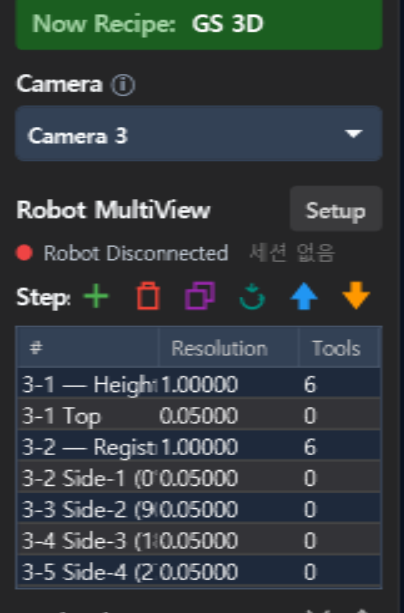 Now Recipe: GS 3D
Camera ⓘ
Camera 3
Robot MultiView Setup
Robot Disconnected 세션 없음
Step:
# Resolution Tools
3-1 — Height 1.00000 6
3-1 Top 0.05000 0
3-2 — Regist 1.00000 6
3-2 Side-1 (0 0.05000 0
3-3 Side-2 (9 0.05000 0
3-4 Side-3 (1 0.05000 0
3-5 Side-4 (2 0.05000 0